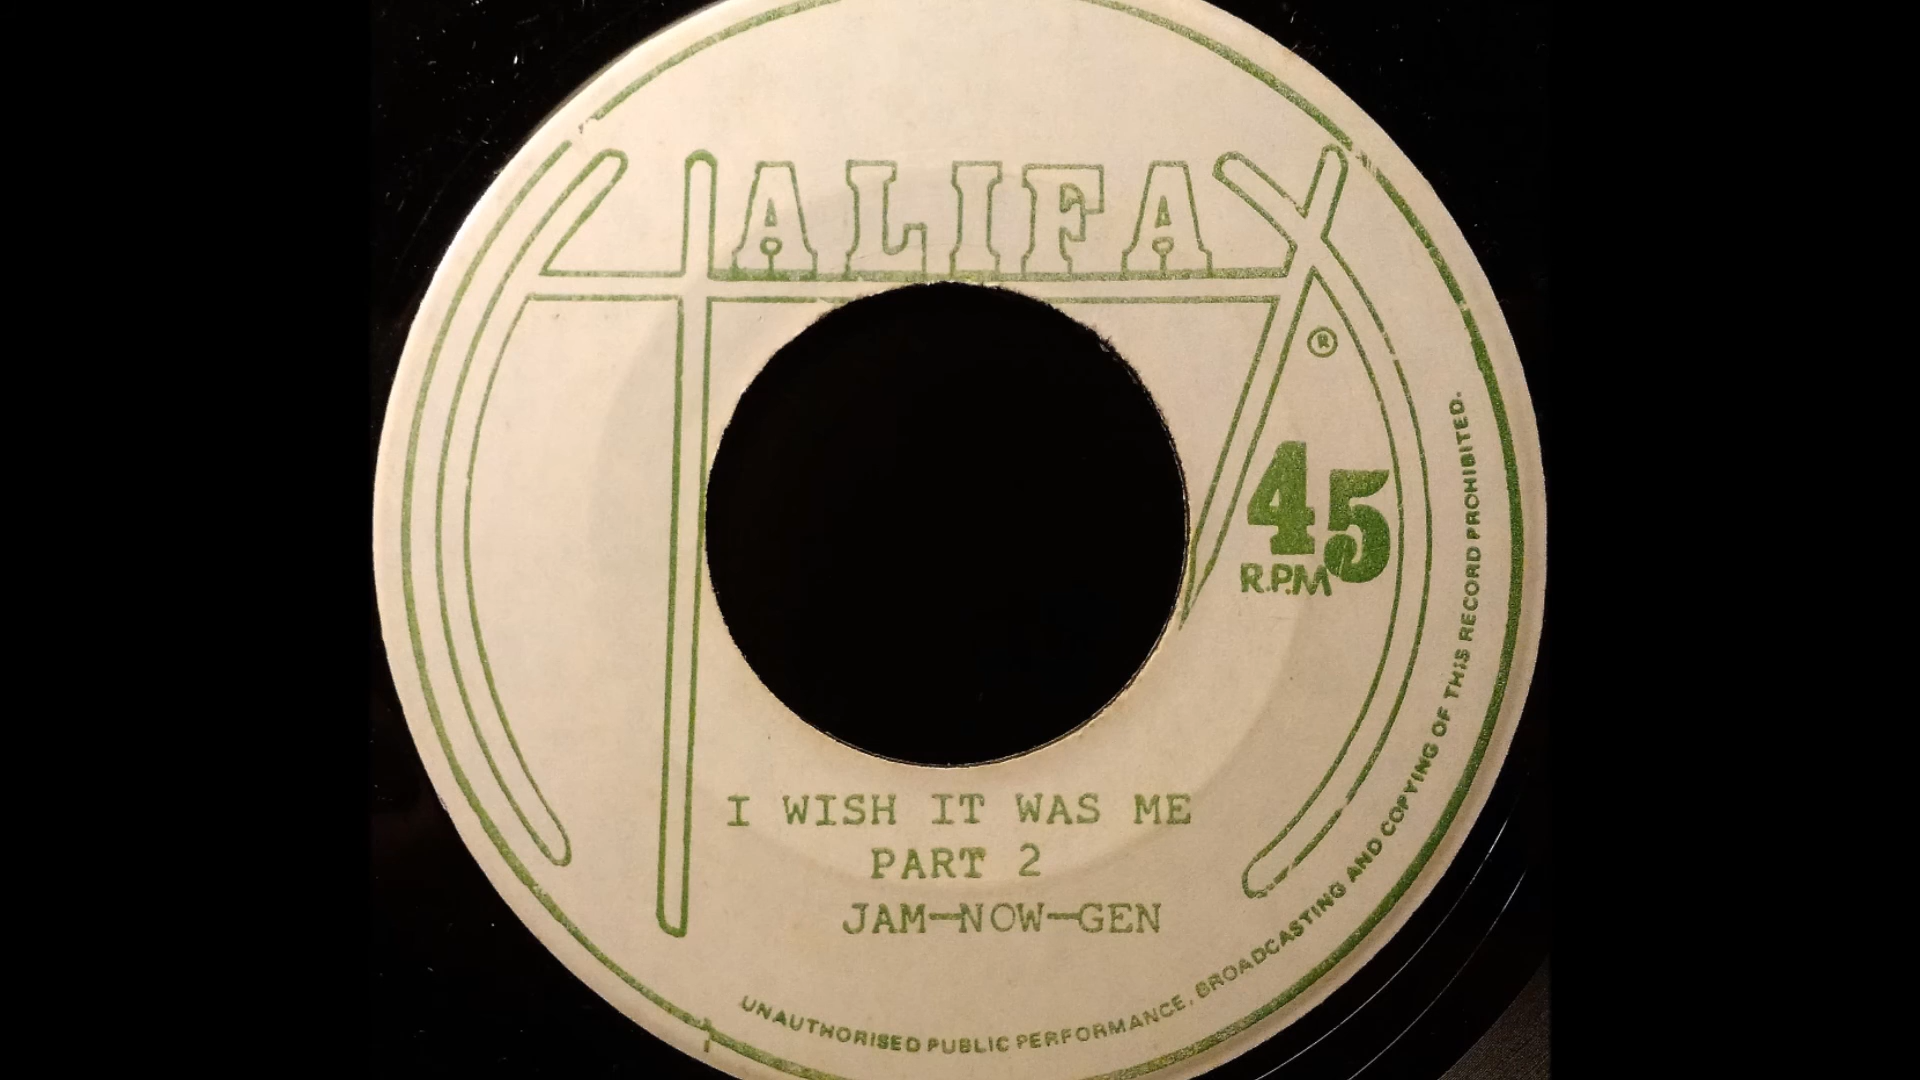 HALIFAX
®
45
R.P.M
I WISH IT WAS ME
PART 2
JAM-NOW-GEN
UNAUTHORISED PUBLIC PERFORMANCE, BROADCASTING AND COPYING OF THIS RECORD PROHIBITED.